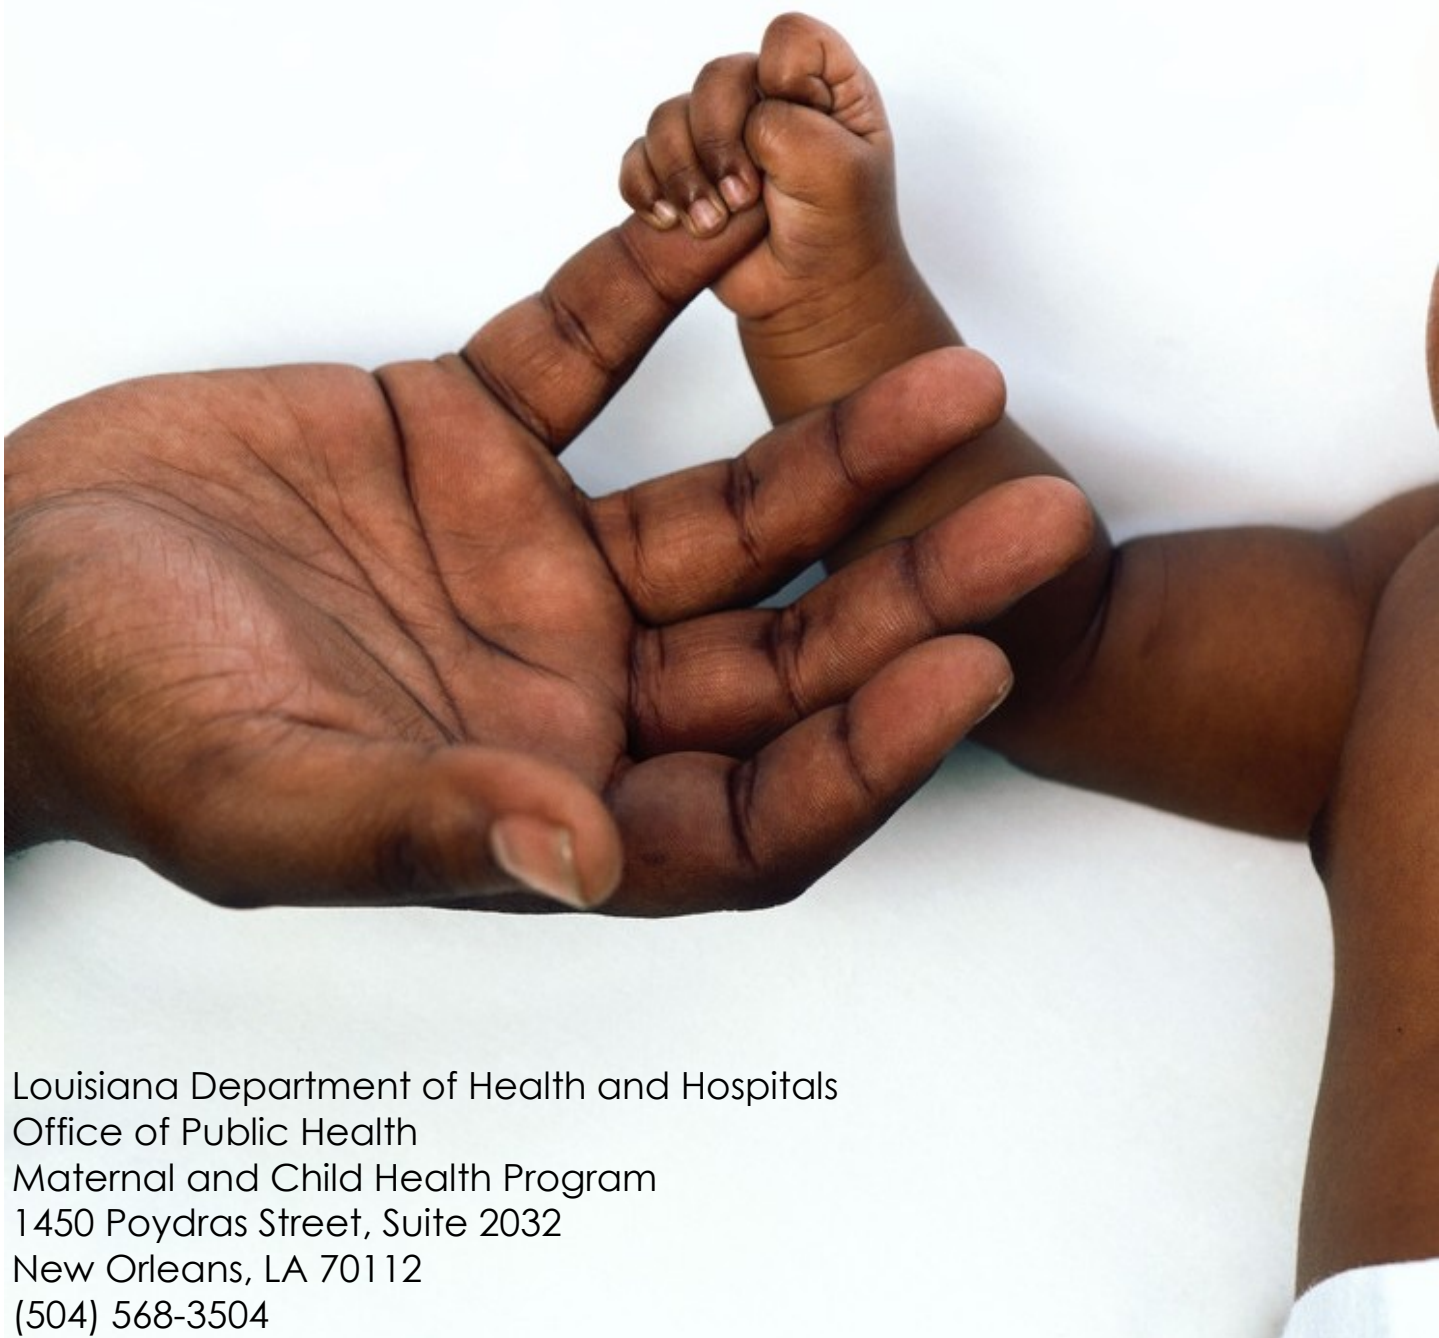 Louisiana Department of Health and Hospitals
Office of Public Health
Maternal and Child Health Program
1450 Poydras Street, Suite 2032
New Orleans, LA 70112
(504) 568-3504